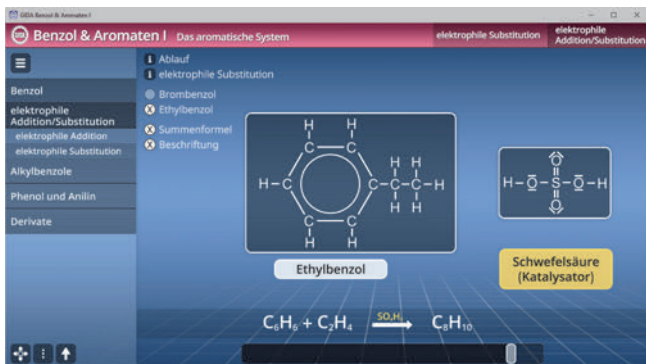 GIDA Benzol & Aromaten I
Benzol & Aromaten I Das aromatische System
elektrophile Substitution
elektrophile
Addition/Substitution
Benzol
elektrophile
Addition/Substitution
elektrophile Addition
elektrophile Substitution
Alkylbenzole
Phenol und Anilin
Derivate
i Ablauf
i elektrophile Substitution
Brombenzol
X Ethylbenzol
X Summenformel
X Beschriftung
H H
C C H H
H C C C C H
C C H H
H H
Ethylbenzol
O
H O S O H
O
Schwefelsäure
(Katalysator)
C₆H₆ + C₂H₄ → C₈H₁₀